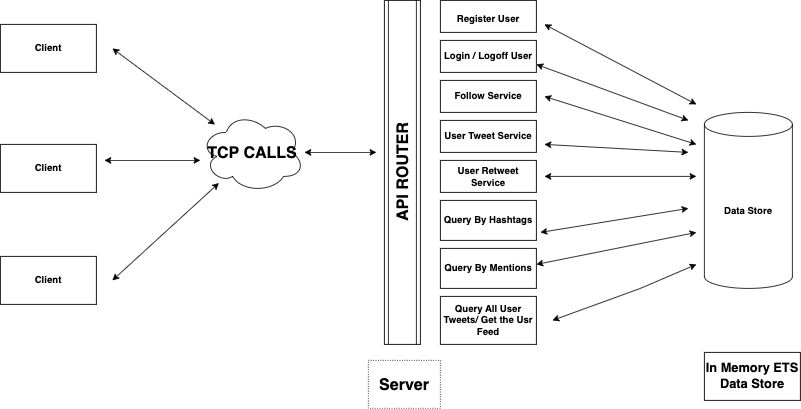 Client
Client
Client
TCP CALLS
API ROUTER
Register User
Login / Logoff User
Follow Service
User Tweet Service
User Retweet
Service
Query By Hashtags
Query By Mentions
Query All User
Tweets/ Get the Usr
Feed
Data Store
Server
In Memory ETS
Data Store